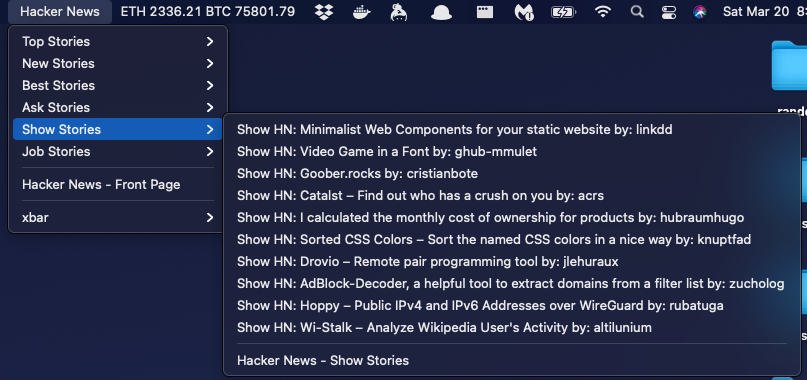 Hacker News ETH 2336.21 BTC 75801.79 Sat Mar 20
Top Stories
New Stories
Best Stories
Ask Stories
Show Stories
Job Stories
Hacker News - Front Page
xbar
Show HN: Minimalist Web Components for your static website by: linkdd
Show HN: Video Game in a Font by: ghub-mmulet
Show HN: Goober.rocks by: cristianbote
Show HN: Catalst – Find out who has a crush on you by: acrs
Show HN: I calculated the monthly cost of ownership for products by: hubraumhugo
Show HN: Sorted CSS Colors – Sort the named CSS colors in a nice way by: knuptfad
Show HN: Drovio – Remote pair programming tool by: jlehuraux
Show HN: AdBlock-Decoder, a helpful tool to extract domains from a filter list by: zucholog
Show HN: Hoppy – Public IPv4 and IPv6 Addresses over WireGuard by: rubatuga
Show HN: Wi-Stalk – Analyze Wikipedia User's Activity by: altilunium
Hacker News - Show Stories